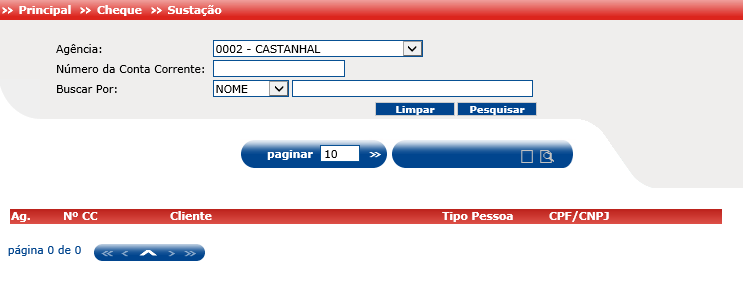 >> Principal >> Cheque >> Sustação
Agência: 0002 - CASTANHAL
Número da Conta Corrente:
Buscar Por: NOME
Limpar Pesquisar
paginar 10 >>
Ag. Nº CC Cliente Tipo Pessoa CPF/CNPJ
página 0 de 0 << < > >>